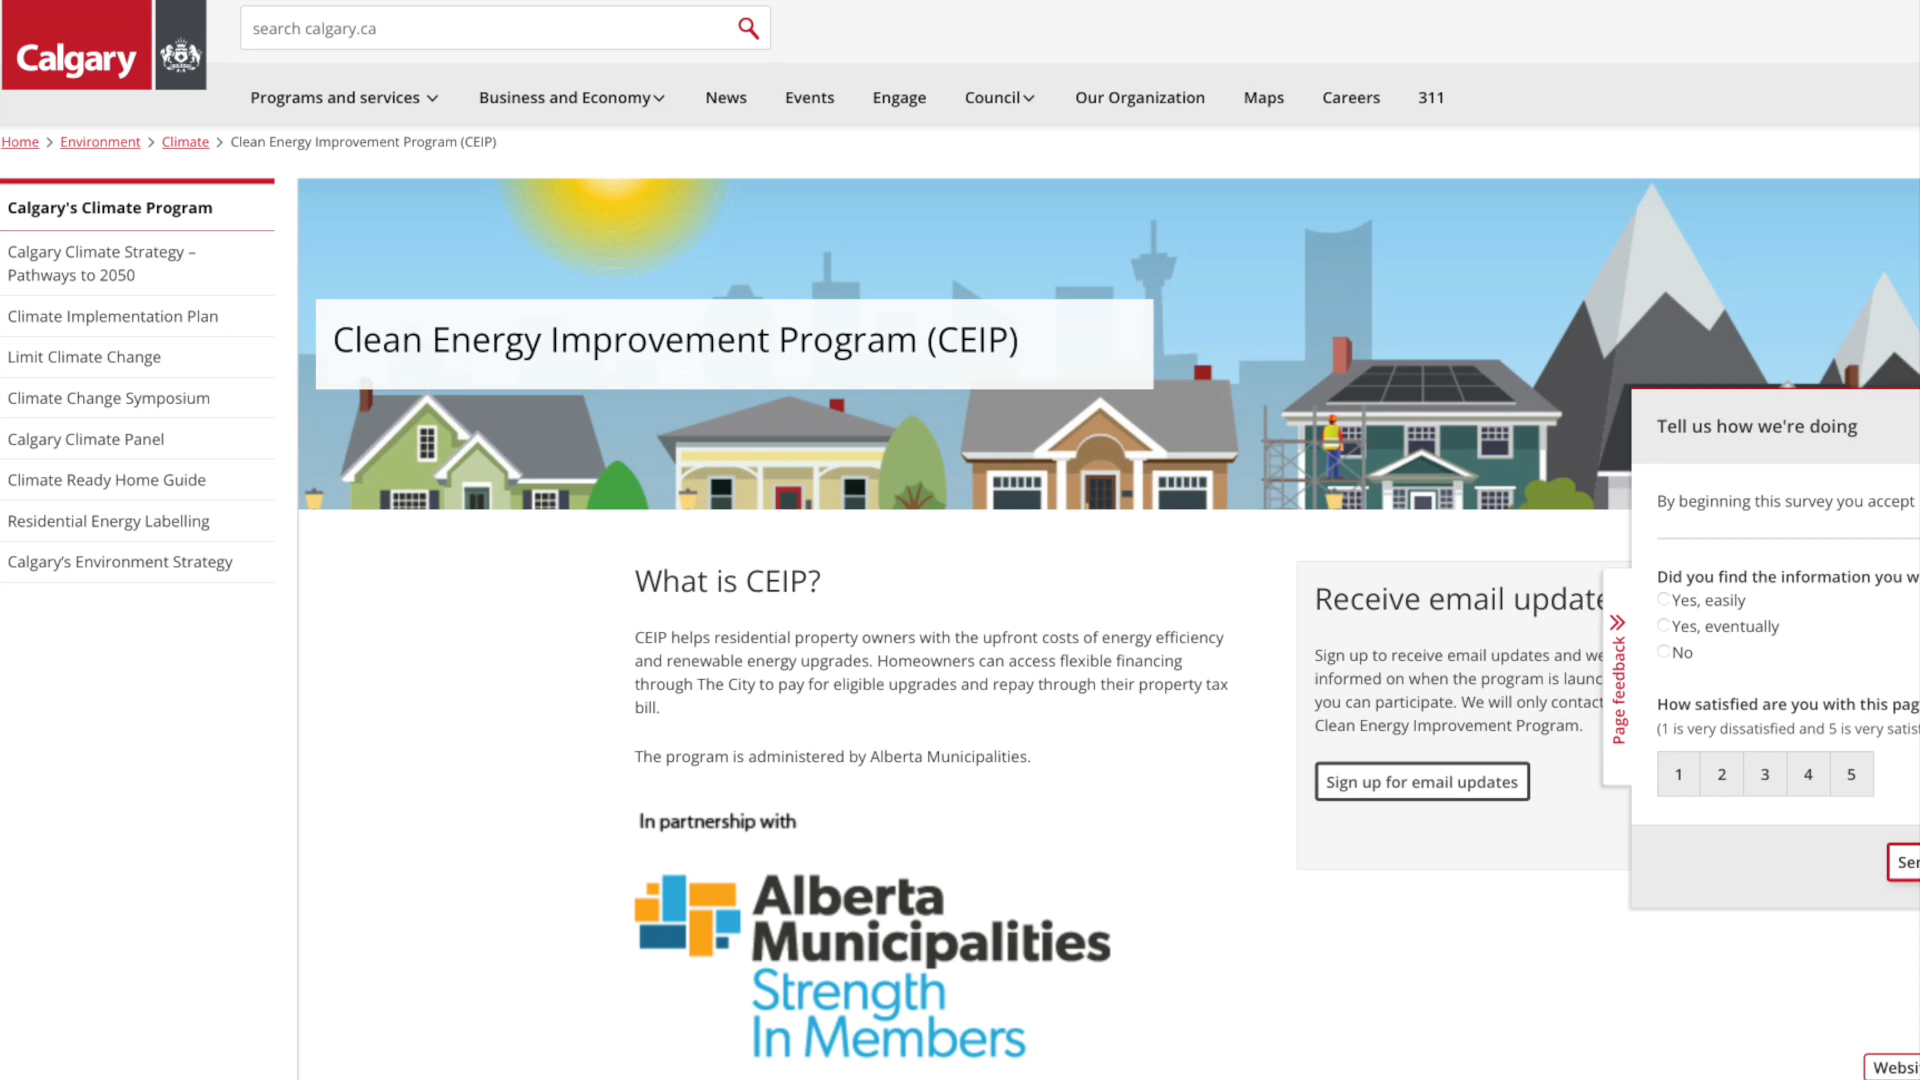 Calgary
search calgary.ca
Programs and services
Business and Economy
News
Events
Engage
Council
Our Organization
Maps
Careers
311
Home > Environment > Climate > Clean Energy Improvement Program (CEIP)
Calgary's Climate Program
Calgary Climate Strategy –
Pathways to 2050
Climate Implementation Plan
Limit Climate Change
Climate Change Symposium
Calgary Climate Panel
Climate Ready Home Guide
Residential Energy Labelling
Calgary's Environment Strategy
Clean Energy Improvement Program (CEIP)
What is CEIP?
CEIP helps residential property owners with the upfront costs of energy efficiency
and renewable energy upgrades. Homeowners can access flexible financing
through The City to pay for eligible upgrades and repay through their property tax
bill.
The program is administered by Alberta Municipalities.
In partnership with
Alberta
Municipalities
Strength
In Members
Receive email update
Sign up to receive email updates and we
informed on when the program is launc
you can participate. We will only contact
Clean Energy Improvement Program.
Sign up for email updates
Page feedback
Tell us how we're doing
By beginning this survey you accept
Did you find the information you w
Yes, easily
Yes, eventually
No
How satisfied are you with this pag
(1 is very dissatisfied and 5 is very satisf
1 2 3 4 5
Ser
Websi